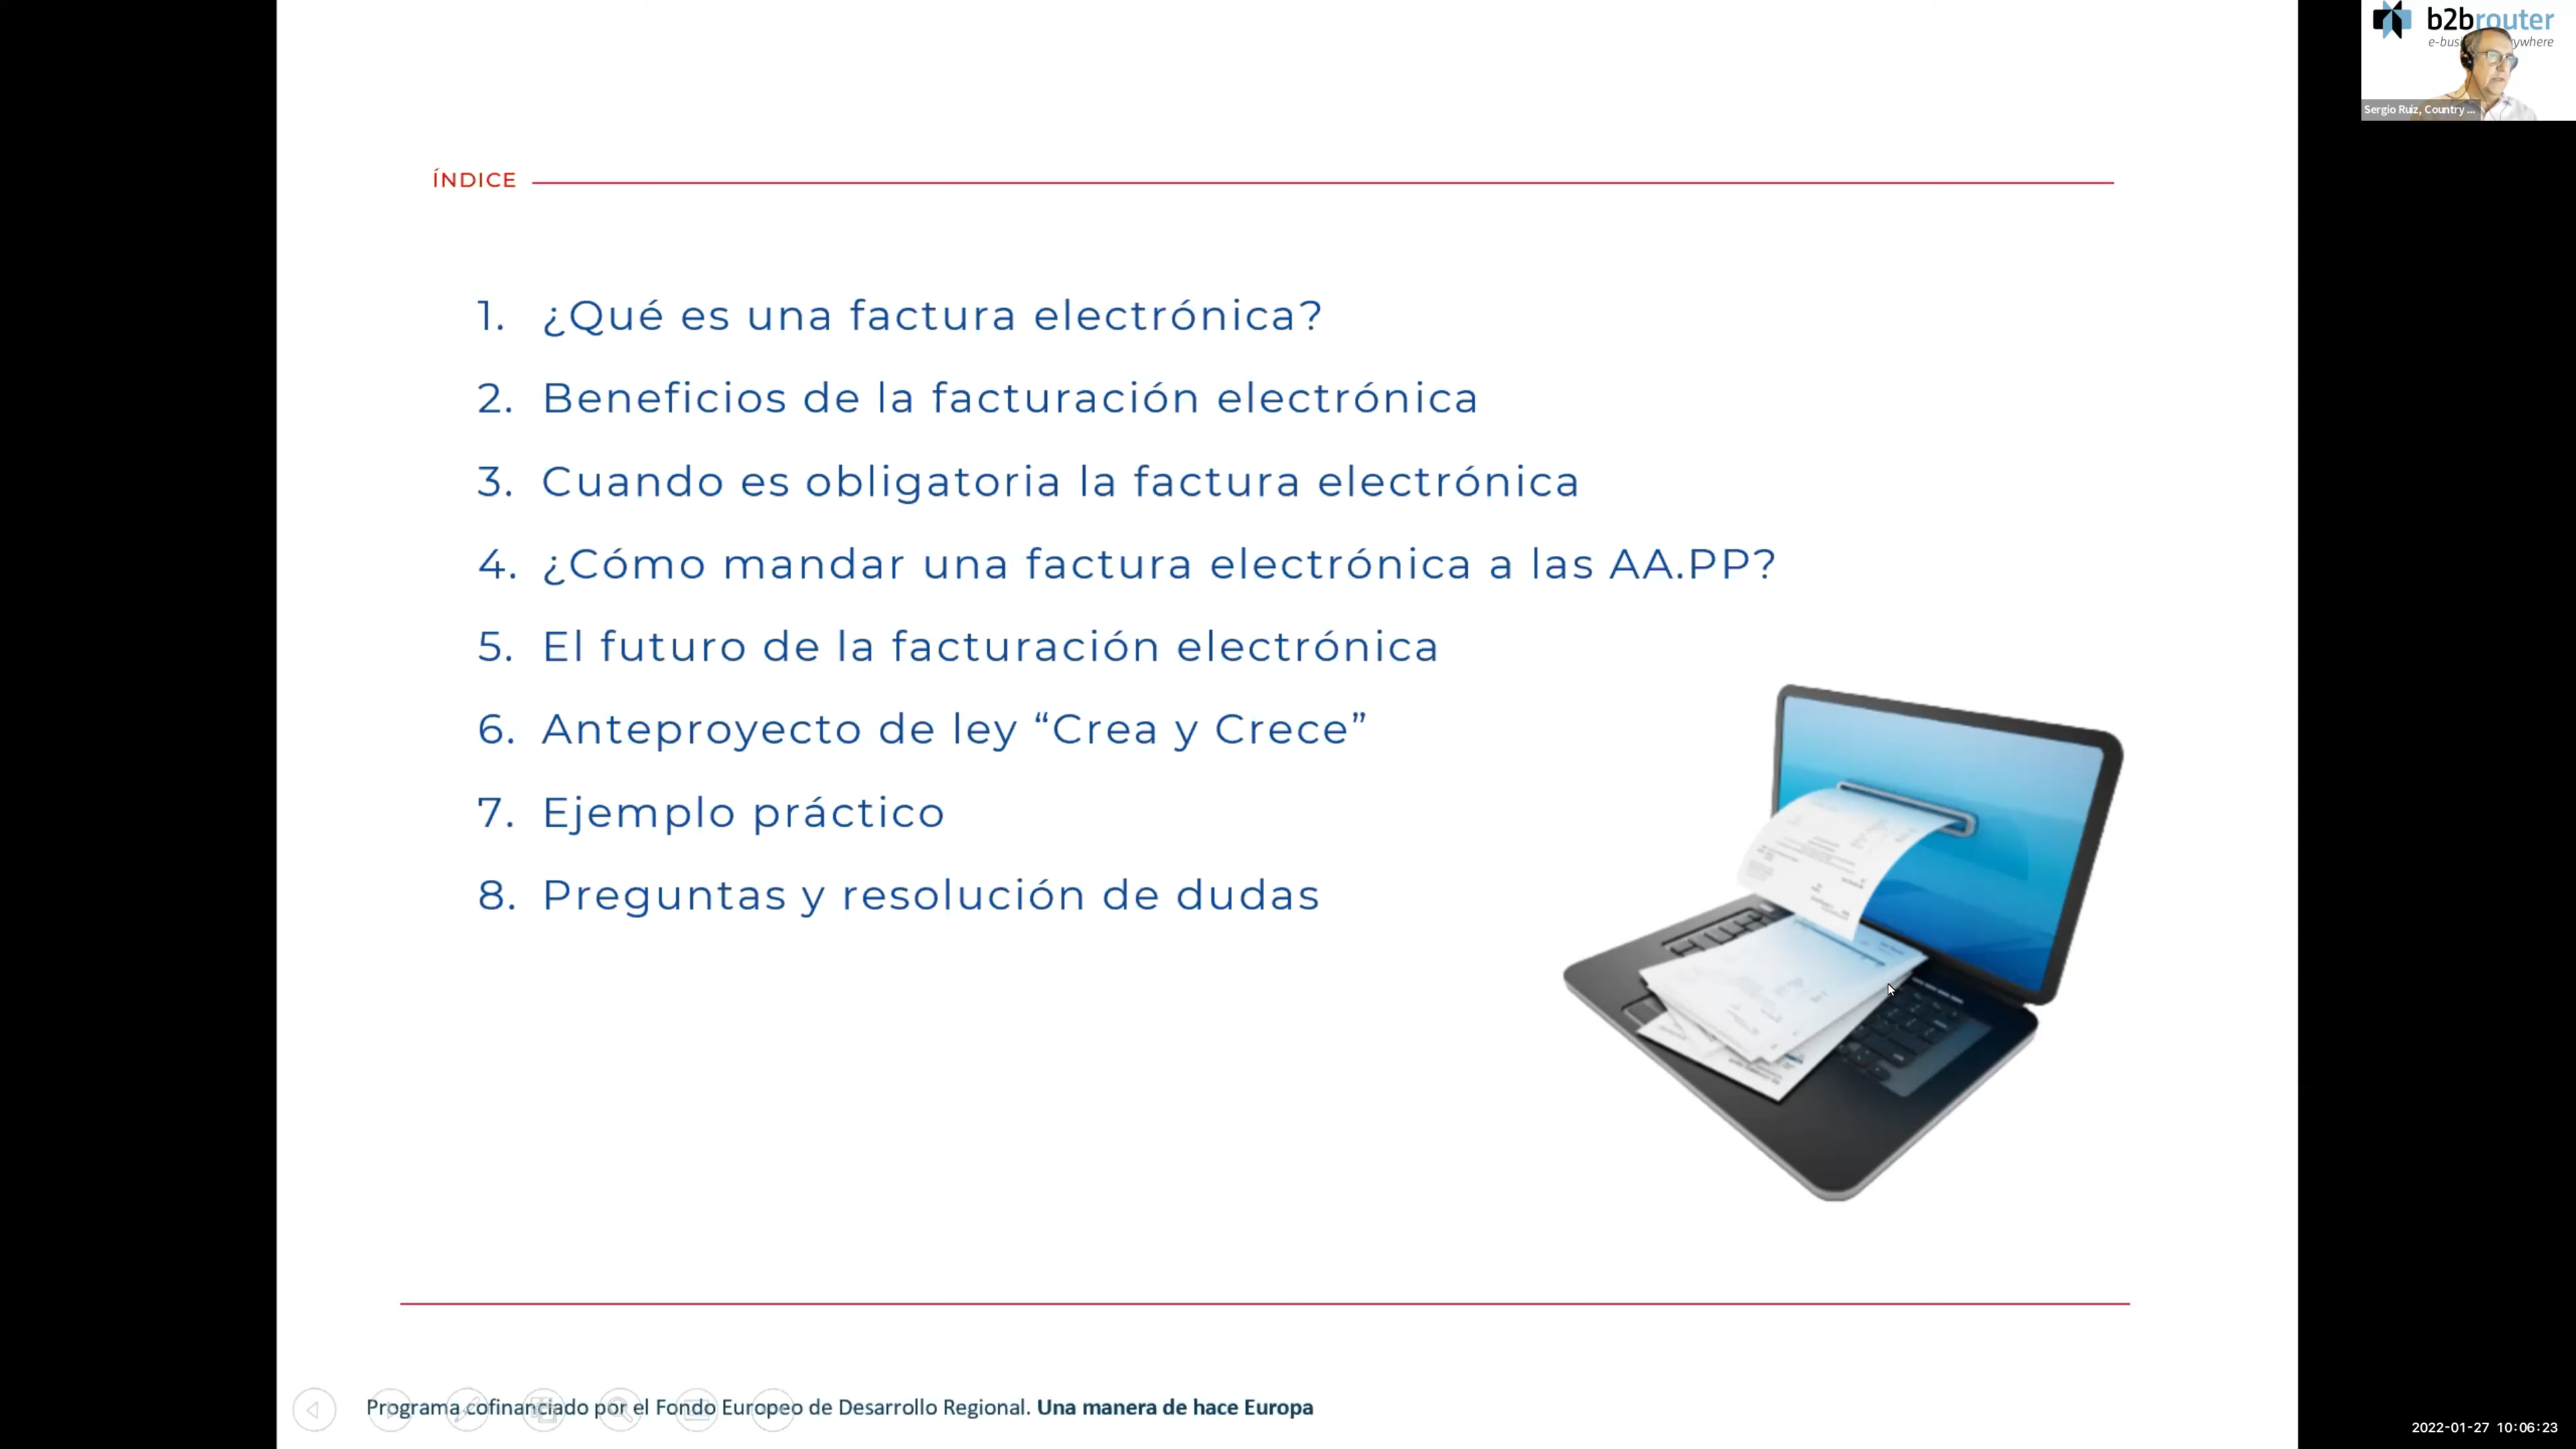 b2brouter
Sergio Ruiz, Country ...
ÍNDICE
1. ¿Qué es una factura electrónica?
2. Beneficios de la facturación electrónica
3. Cuando es obligatoria la factura electrónica
4. ¿Cómo mandar una factura electrónica a las AA.PP?
5. El futuro de la facturación electrónica
6. Anteproyecto de ley “Crea y Crece”
7. Ejemplo práctico
8. Preguntas y resolución de dudas
Programa cofinanciado por el Fondo Europeo de Desarrollo Regional. Una manera de hace Europa
2022-01-27 10:06:23